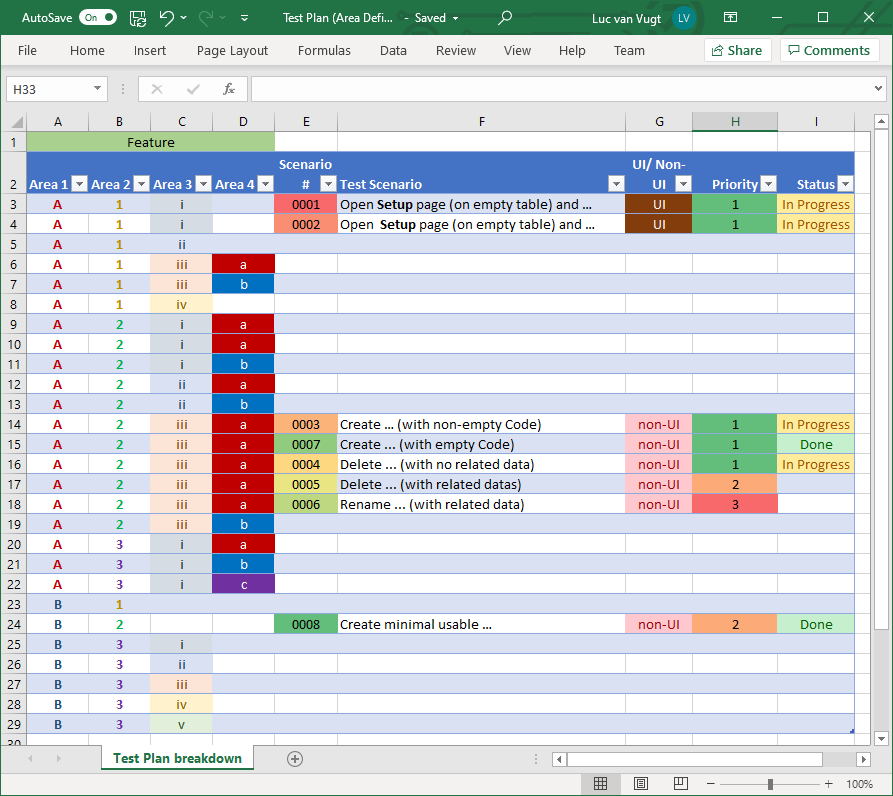 AutoSave On Test Plan (Area Defi... - Saved Luc van Vugt LV
File Home Insert Page Layout Formulas Data Review View Help Team Share Comments
H33 fx
A B C D E F G H I
1 Feature
Scenario UI/ Non-
2 Area 1 Area 2 Area 3 Area 4 # Test Scenario UI Priority Status
3 A 1 i 0001 Open Setup page (on empty table) and ... UI 1 In Progress
4 A 1 i 0002 Open Setup page (on empty table) and ... UI 1 In Progress
5 A 1 ii
6 A 1 iii a
7 A 1 iii b
8 A 1 iv
9 A 2 i a
10 A 2 i a
11 A 2 i b
12 A 2 ii a
13 A 2 ii b
14 A 2 iii a 0003 Create ... (with non-empty Code) non-UI 1 In Progress
15 A 2 iii a 0007 Create ... (with empty Code) non-UI 1 Done
16 A 2 iii a 0004 Delete ... (with no related data) non-UI 1 In Progress
17 A 2 iii a 0005 Delete ... (with related datas) non-UI 2
18 A 2 iii a 0006 Rename ... (with related data) non-UI 3
19 A 2 iii b
20 A 3 i a
21 A 3 i b
22 A 3 i c
23 B 1
24 B 2 0008 Create minimal usable ... non-UI 2 Done
25 B 3 i
26 B 3 ii
27 B 3 iii
28 B 3 iv
29 B 3 v
30
Test Plan breakdown
100%